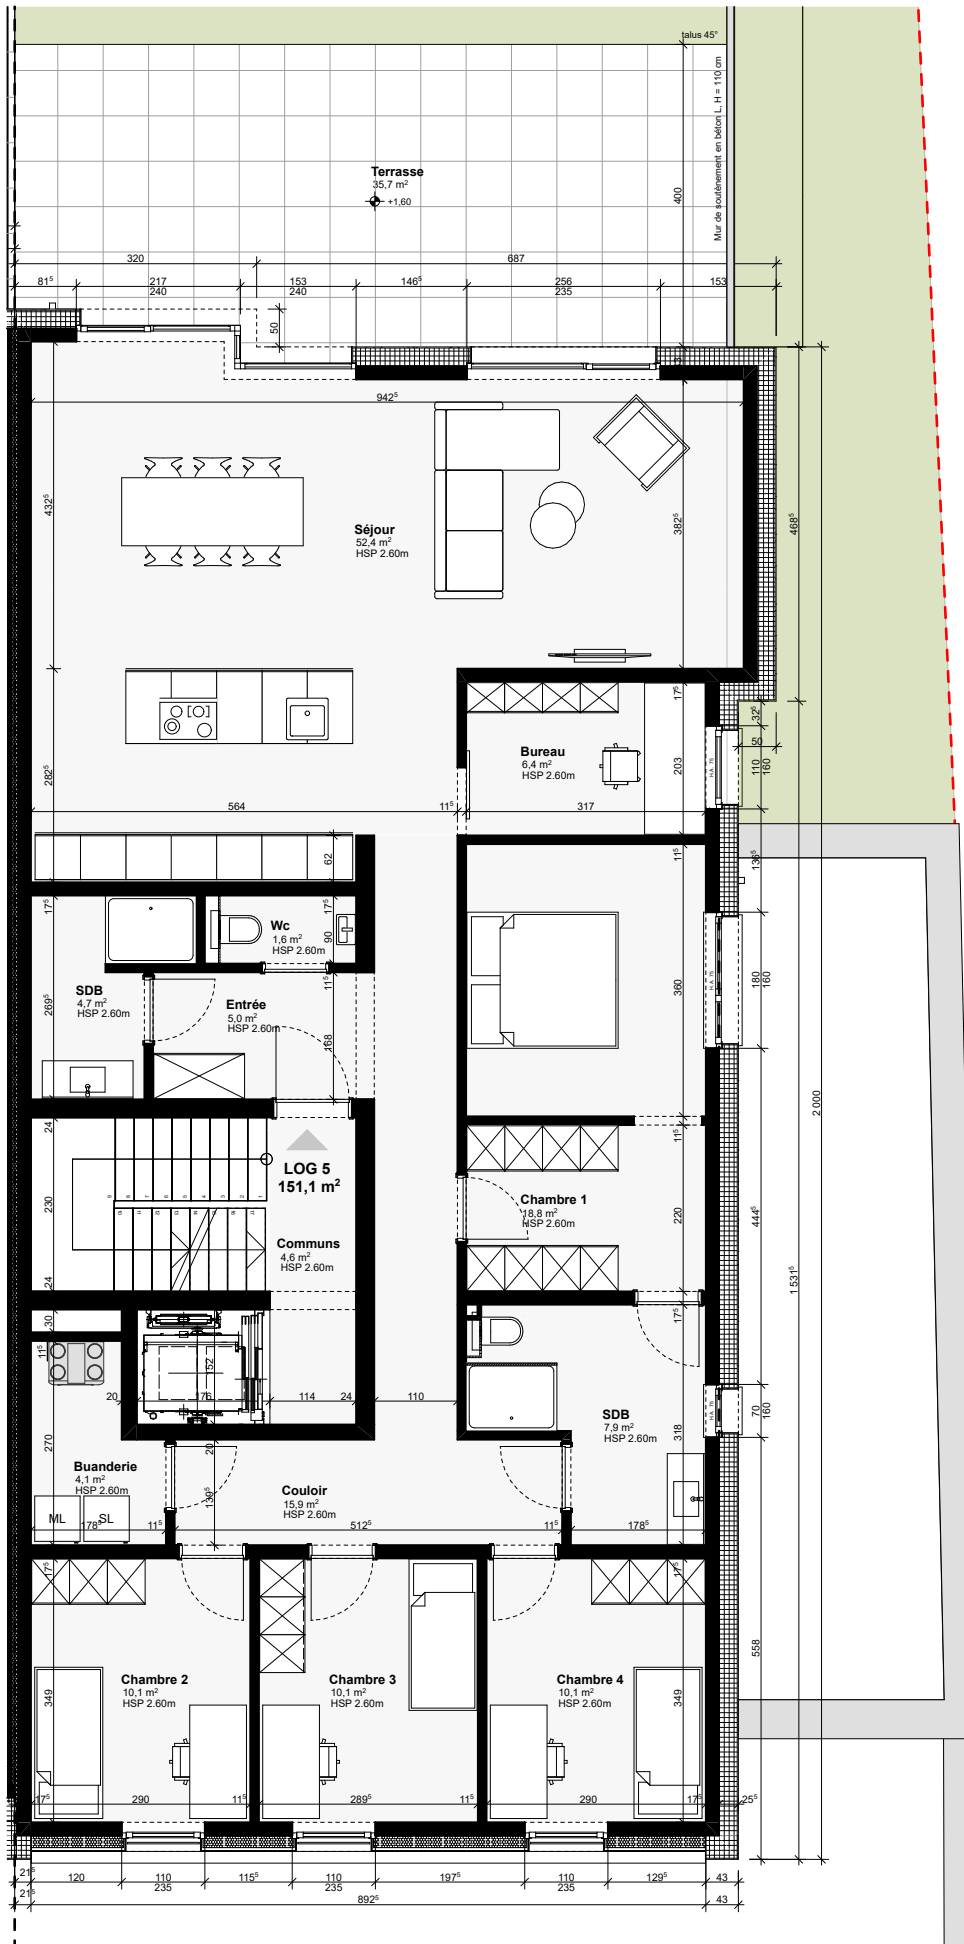 talus 45°
Mur de soutènement en béton L, H = 110 cm
400
Terrasse
35,7 m²
+1,60
320
687
81⁵
217
240
153
240
146⁵
256
235
153
50
3
942⁵
432⁵
382⁵
468⁵
Séjour
52,4 m²
HSP 2.60m
17⁵
32⁵
50
Bureau
6,4 m²
HSP 2.60m
203
H.A. 75
110
160
282⁵
564
11⁵
317
62
11⁵
136⁵
17⁵
17⁵
Wc
1,6 m²
HSP 2.60m
90
SDB
4,7 m²
HSP 2.60m
269⁵
11⁵
Entrée
5,0 m²
HSP 2.60m
168
360
H.A. 75
180
160
2 000
24
LOG 5
151,1 m²
11⁵
230
Chambre 1
18,8 m²
HSP 2.60m
220
444⁵
Communs
4,6 m²
HSP 2.60m
24
1 531⁵
30
17⁵
11⁵
152
20
176
114
24
110
H.A. 75
70
160
SDB
7,9 m²
HSP 2.60m
318
270
20
Buanderie
4,1 m²
HSP 2.60m
Couloir
15,9 m²
HSP 2.60m
139⁵
ML
SL
178⁵
11⁵
512⁵
11⁵
178⁵
17⁵
17⁵
558
Chambre 2
10,1 m²
HSP 2.60m
Chambre 3
10,1 m²
HSP 2.60m
Chambre 4
10,1 m²
HSP 2.60m
349
349
17⁵
290
11⁵
289⁵
11⁵
290
17⁵
25⁵
21⁵
120
110
235
115⁵
110
235
197⁵
110
235
129⁵
43
21⁵
892⁵
43